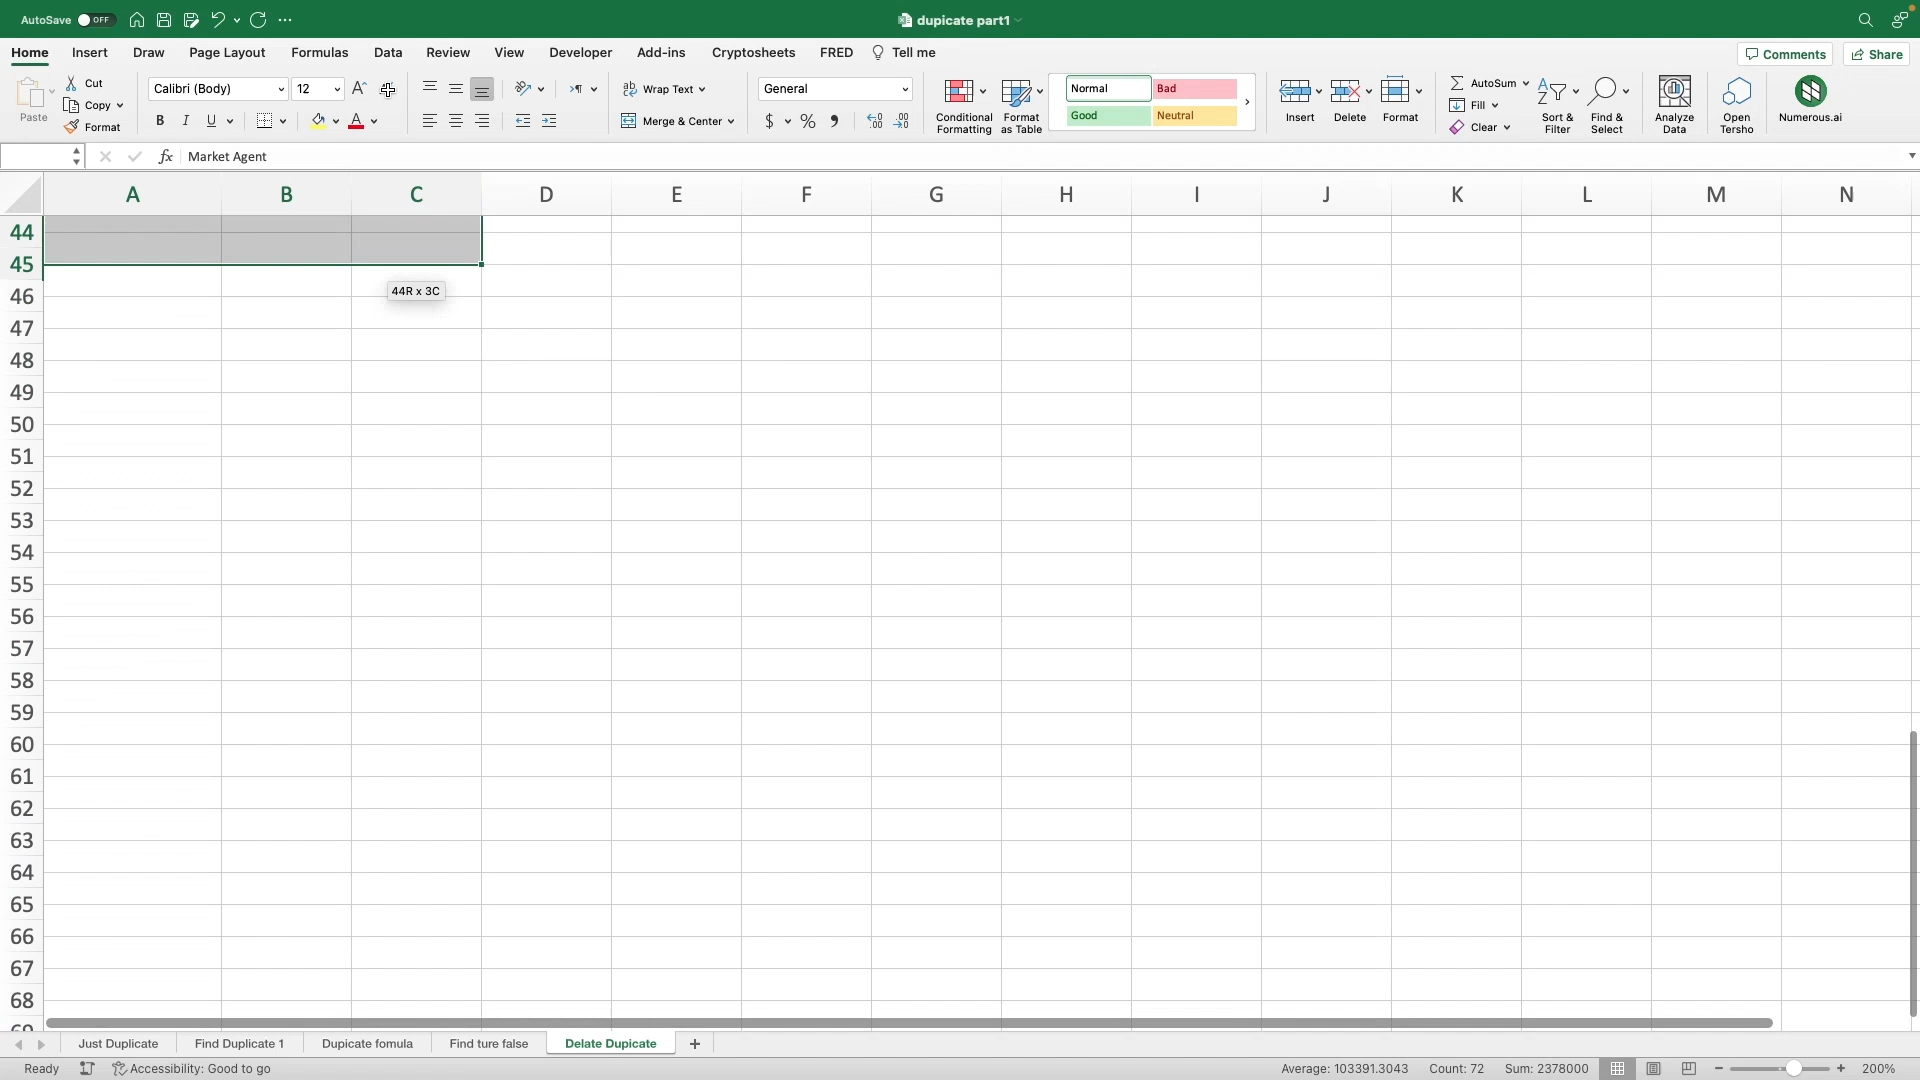 AutoSave OFF
dupicate part1
Home Insert Draw Page Layout Formulas Data Review View Developer Add-ins Cryptosheets FRED Tell me
Comments Share
Paste
Cut
Copy
Format
Calibri (Body) 12
B I U A
ab Wrap Text
Merge & Center
General
$ % 9
Conditional Formatting
Format as Table
Normal Bad
Good Neutral
Insert Delete Format
AutoSum
Fill
Clear
Sort & Filter
Find & Select
Analyze Data
Open Tersho
Numerous.ai
fx Market Agent
A B C D E F G H I J K L M N
44
45
44R x 3C
46
47
48
49
50
51
52
53
54
55
56
57
58
59
60
61
62
63
64
65
66
67
68
Just Duplicate Find Duplicate 1 Dupicate fomula Find ture false Delate Dupicate +
Ready Accessibility: Good to go Average: 103391.3043 Count: 72 Sum: 2378000 200%